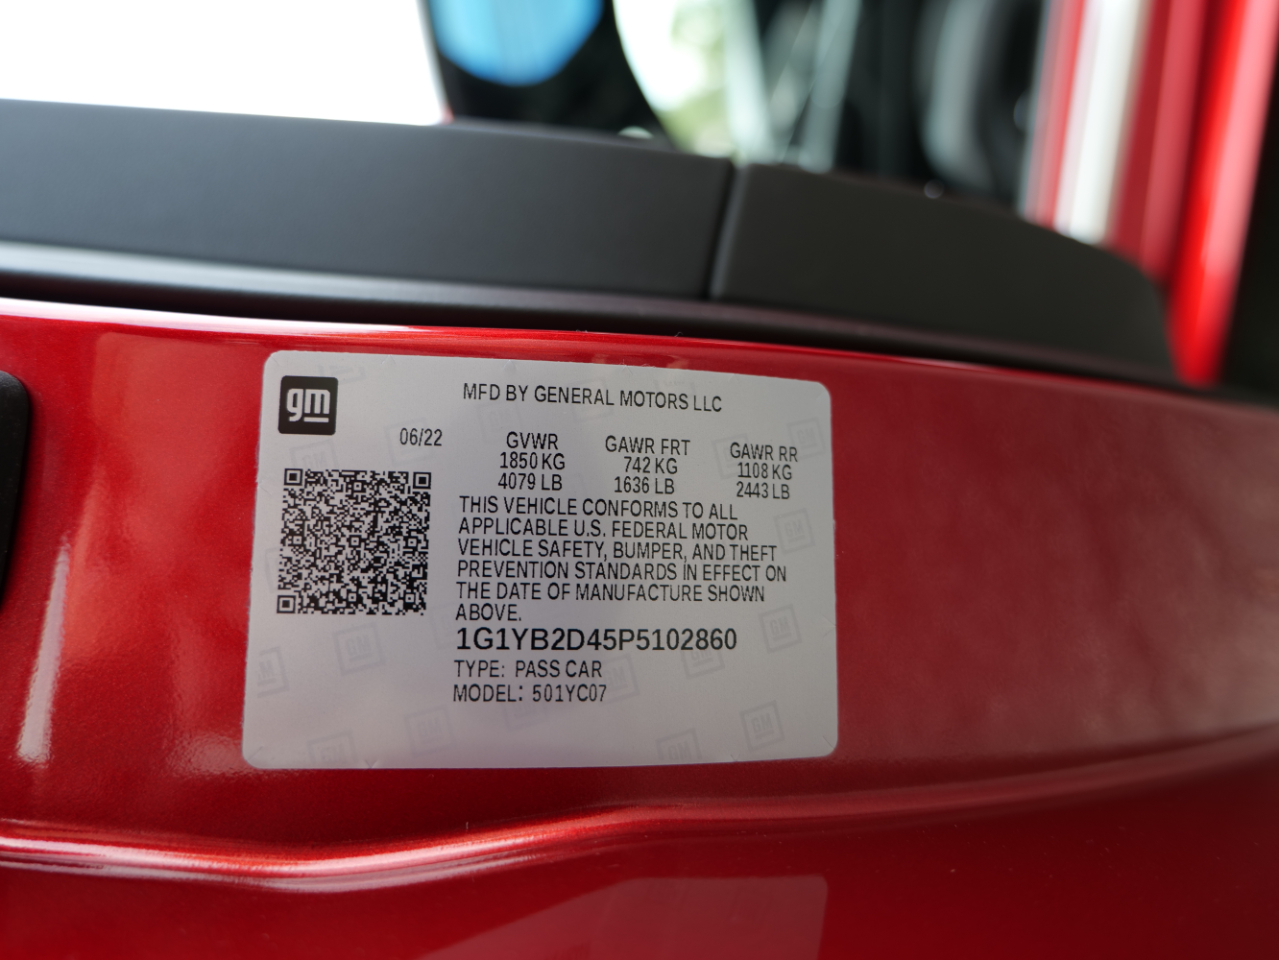 gm
MFD BY GENERAL MOTORS LLC
06/22 GVWR GAWR FRT GAWR RR
1850 KG 742 KG 1108 KG
4079 LB 1636 LB 2443 LB
THIS VEHICLE CONFORMS TO ALL
APPLICABLE U.S. FEDERAL MOTOR
VEHICLE SAFETY, BUMPER, AND THEFT
PREVENTION STANDARDS IN EFFECT ON
THE DATE OF MANUFACTURE SHOWN
ABOVE.
1G1YB2D45P5102860
TYPE: PASS CAR
MODEL: 501YC07